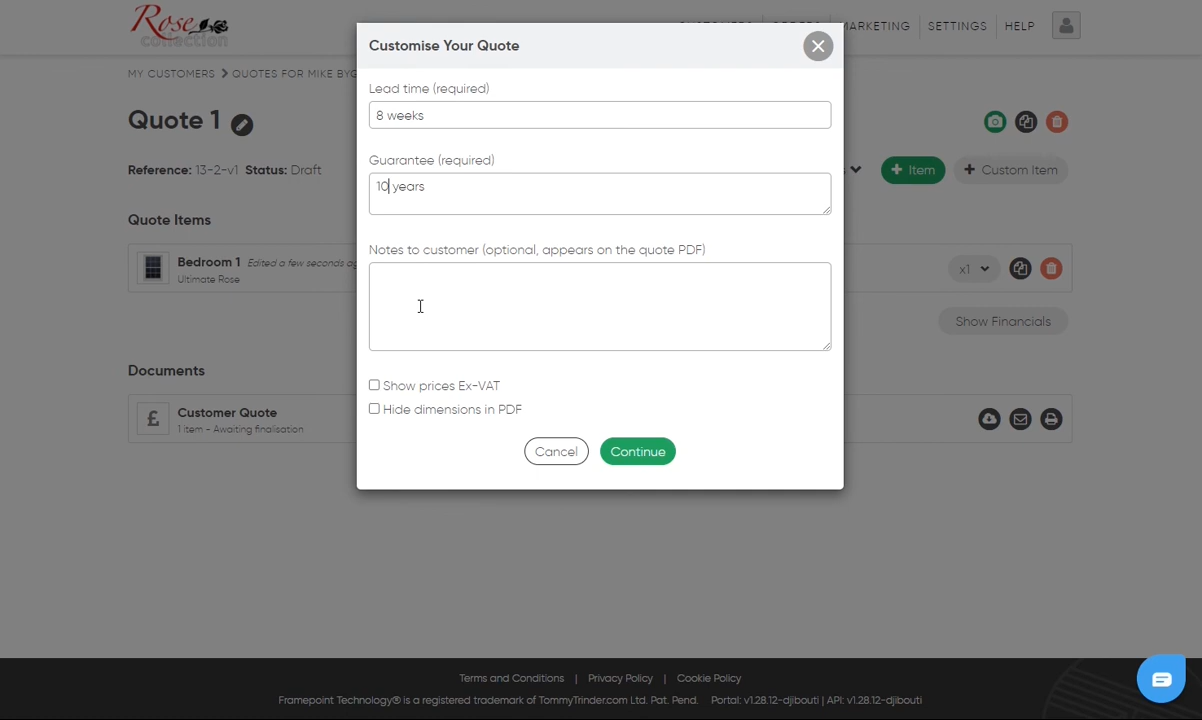 Rose
collection
MARKETING SETTINGS HELP
MY CUSTOMERS QUOTES FOR MIKE
Quote 1
Reference: 13-2-v1 Status: Draft
+ Item
+ Custom Item
Quote Items
Bedroom 1 Edited a few seconds
Ultimate Rose
x1
Show Financials
Documents
£
Customer Quote
1 item - Awaiting finalisation
Customise Your Quote
Lead time (required)
8 weeks
Guarantee (required)
10 years
Notes to customer (optional, appears on the quote PDF)
Show prices Ex-VAT
Hide dimensions in PDF
Cancel
Continue
Terms and Conditions | Privacy Policy | Cookie Policy
Framepoint Technology® is a registered trademark of TommyTrinder.com Ltd. Pat. Pend. Portal: v1.28.12-djibouti | API: v1.28.12-djibouti